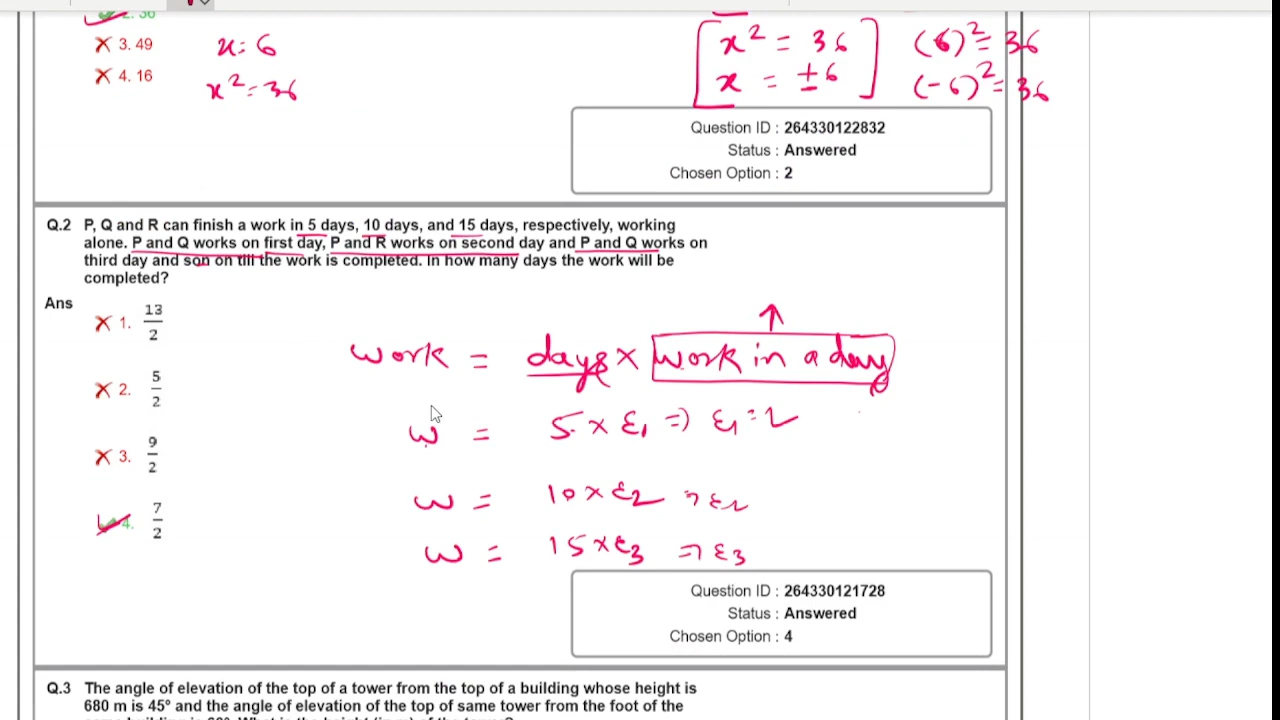 2. 36
3. 49
4. 16
x = 6
x² = 36
x² = 36
x = ±6
(6)² = 36
(-6)² = 36
Question ID : 264330122832
Status : Answered
Chosen Option : 2
Q.2 P, Q and R can finish a work in 5 days, 10 days, and 15 days, respectively, working
alone. P and Q works on first day, P and R works on second day and P and Q works on
third day and son on till the work is completed. In how many days the work will be
completed?
Ans
1. 13/2
2. 5/2
3. 9/2
4. 7/2
work = days × work in a day
W = 5 × ε₁ => ε₁ = 2
W = 10 × ε₂ => ε₂
W = 15 × ε₃ => ε₃
Question ID : 264330121728
Status : Answered
Chosen Option : 4
Q.3 The angle of elevation of the top of a tower from the top of a building whose height is
680 m is 45° and the angle of elevation of the top of same tower from the foot of the